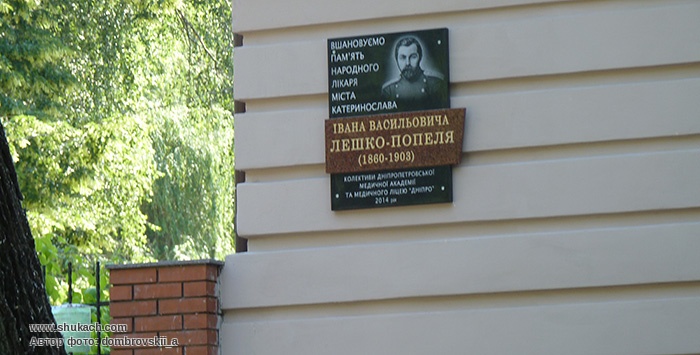 ВШАНОВУЄМО
ПАМ'ЯТЬ
НАРОДНОГО
ЛІКАРЯ
МІСТА
КАТЕРИНОСЛАВА
ІВАНА ВАСИЛЬОВИЧА
ЛЕШКО-ПОПЕЛЯ
(1860-1903)
КОЛЕКТИВИ ДНІПРОПЕТРОВСЬКОЇ
МЕДИЧНОЇ АКАДЕМІЇ
ТА МЕДИЧНОГО ЛІЦЕЮ "ДНІПРО"
2014 рік
www.shukach.com
Автор фото: dombrovskii_a